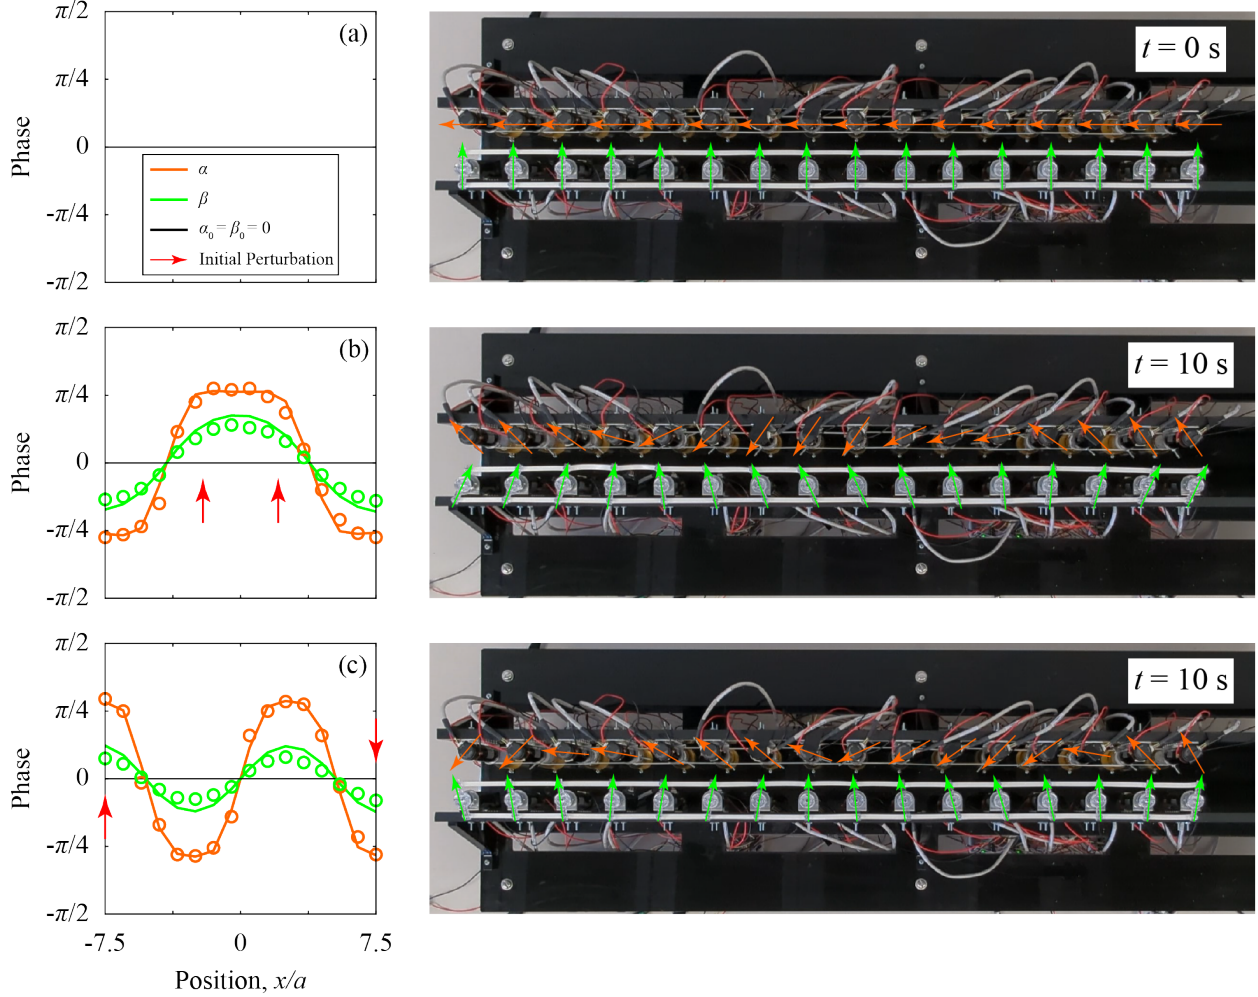 π/2
(a)
t = 0 s
π/4
Phase
0
α
β
α₀ = β₀ = 0
Initial Perturbation
-π/4
-π/2
π/2
(b)
t = 10 s
π/4
Phase
0
-π/4
-π/2
π/2
(c)
t = 10 s
π/4
Phase
0
-π/4
-π/2
-7.5
0
7.5
Position, x/a